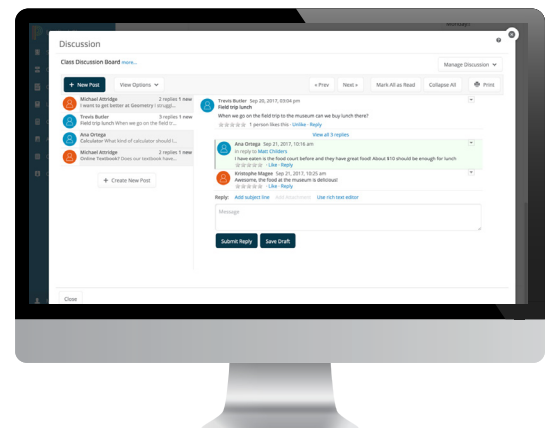 Discussion
Class Discussion Board more...
Manage Discussion
+ New Post
View Options
« Prev
Next »
Mark All as Read
Collapse All
Print
Michael Attridge 2 replies 1 new
I want to get better at Geometry I struggl...
Travis Butler 3 replies 1 new
Field trip lunch When we go on the field tr...
Ana Ortega
Calculator What kind of calculator should I...
Michael Attridge 2 replies 1 new
Online Textbook? Does our textbook have...
+ Create New Post
Travis Butler Sep 20, 2017, 03:04 pm
Field trip lunch
When we go on the field trip to the museum can we buy lunch there?
1 person likes this · Unlike · Reply
View all 3 replies
Ana Ortega Sep 21, 2017, 10:16 am
in reply to Matt Childers
I have eaten is the food court before and they have great food! About $10 should be enough for lunch
· Like · Reply
Kristophe Magee Sep 21, 2017, 10:25 am
Awesome, the food at the museum is delicious!
· Like · Reply
Reply: Add subject line Add Attachment Use rich text editor
Message
Submit Reply
Save Draft
Close